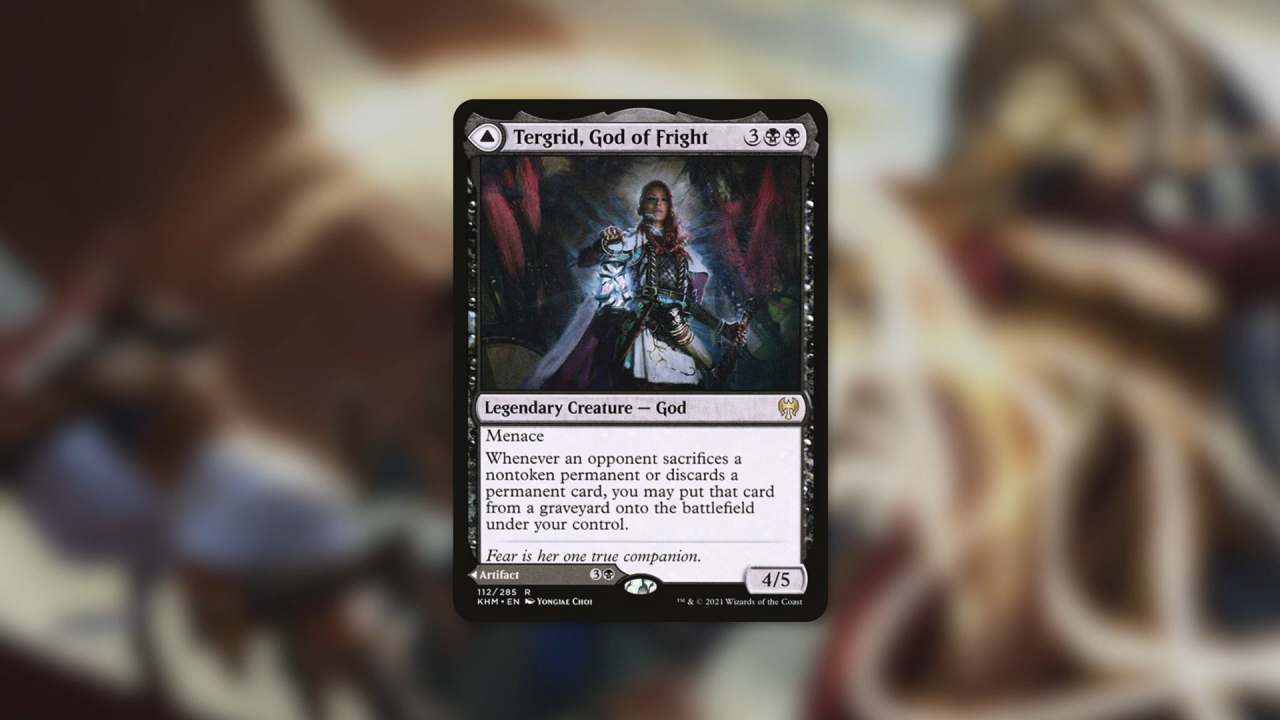 Tergrid, God of Fright 3
Legendary Creature — God
Menace
Whenever an opponent sacrifices a
nontoken permanent or discards a
permanent card, you may put that card
from a graveyard onto the battlefield
under your control.
Fear is her one true companion.
Artifact 3
4/5
112/285 R
KHM • EN Yongjae Choi
™ & © 2021 Wizards of the Coast